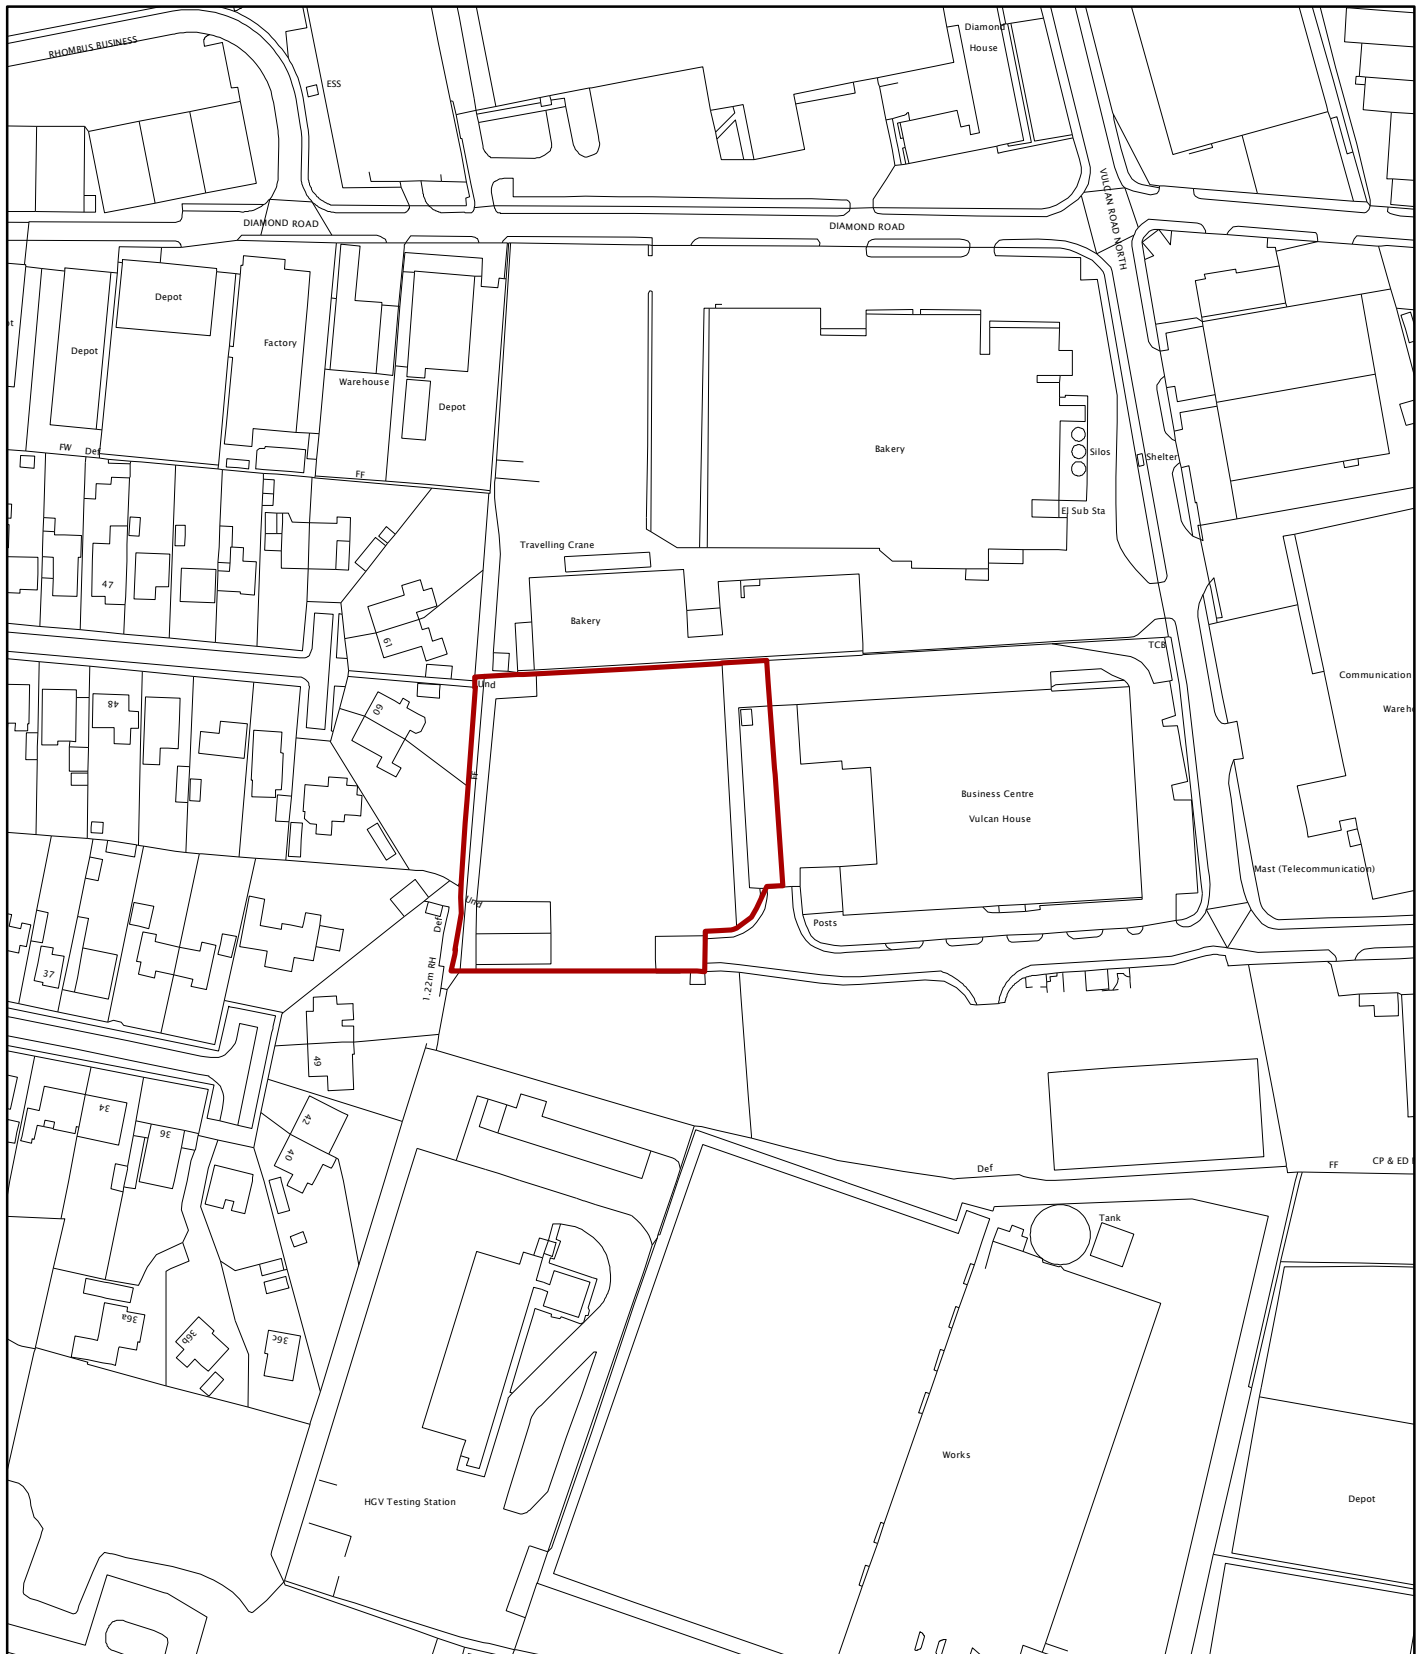 RHOMBUS BUSINESS
ESS
Diamond
House
VULCAN ROAD NORTH
DIAMOND ROAD
DIAMOND ROAD
Depot
Depot
Factory
Warehouse
Depot
FW
Def
FF
Bakery
Silos
Shelter
El Sub Sta
Travelling Crane
Bakery
47
61
TCB
48
60
Und
Communication
FF
Business Centre
Vulcan House
Mast (Telecommunication)
Und
Def
Posts
37
1.22m RH
49
34
36
42
40
Def
FF
CP & ED
Tank
36a
36b
36c
Works
HGV Testing Station
Depot